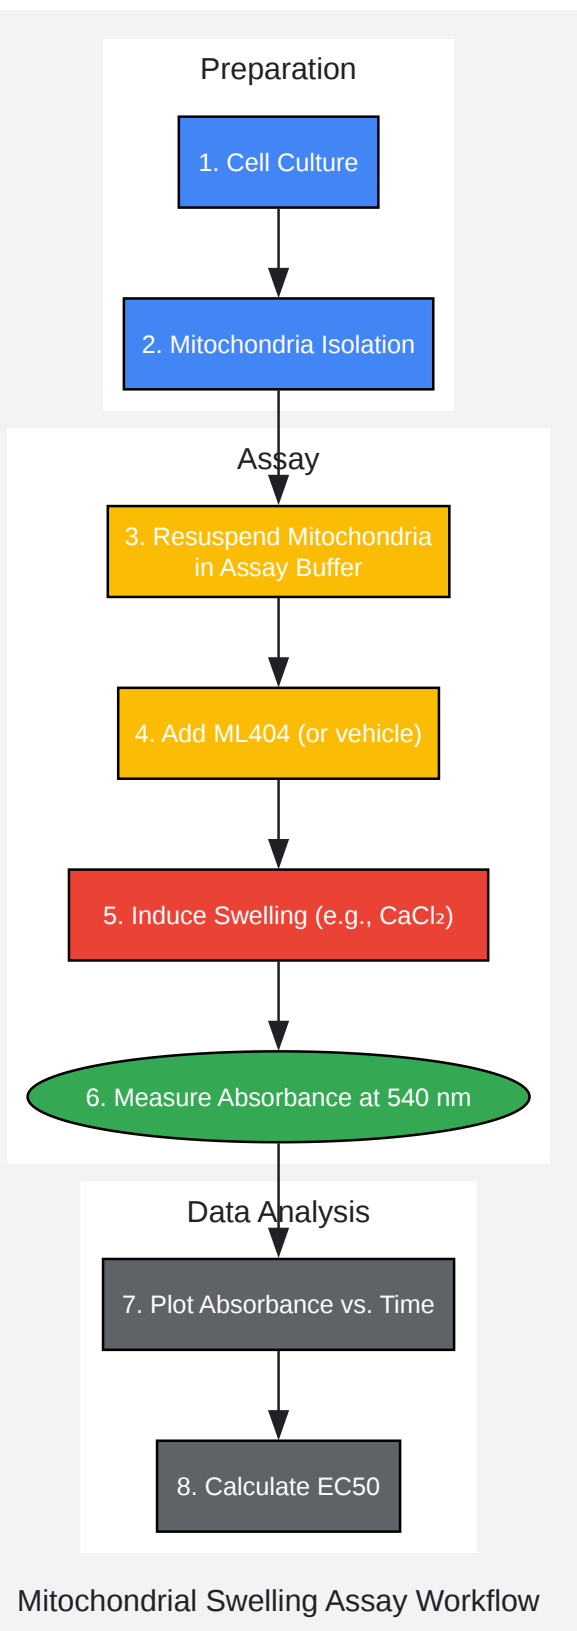 Preparation
1. Cell Culture
2. Mitochondria Isolation
Assay
3. Resuspend Mitochondria
in Assay Buffer
4. Add ML404 (or vehicle)
5. Induce Swelling (e.g., CaCl₂)
6. Measure Absorbance at 540 nm
Data Analysis
7. Plot Absorbance vs. Time
8. Calculate EC50
Mitochondrial Swelling Assay Workflow